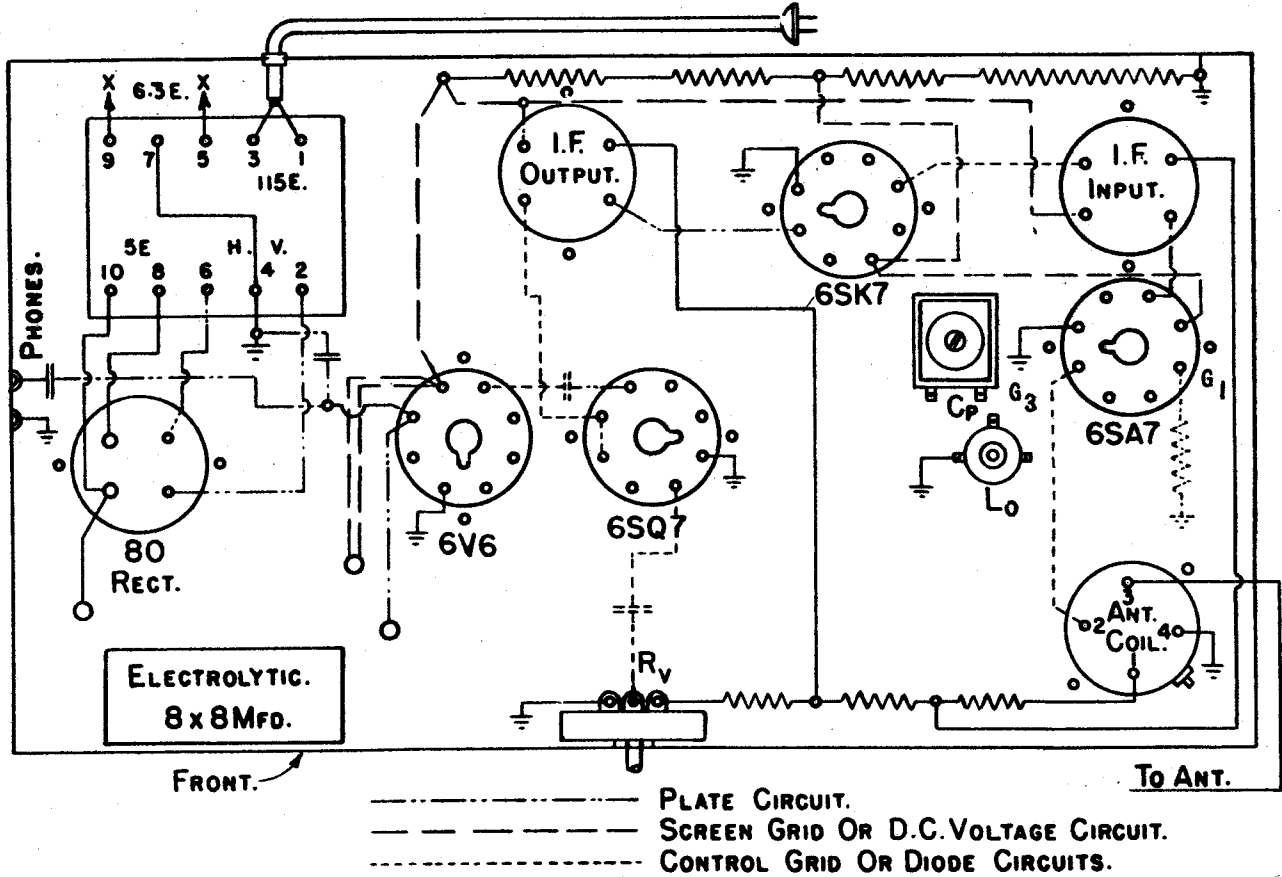 X 6.3E. X
9 7 5 3 1
115E.
5E H. V.
10 8 6 4 2
PHONES.
80
RECT.
ELECTROLYTIC.
8 x 8 MFD.
FRONT.
I.F.
OUTPUT.
6SK7
I.F.
INPUT.
6V6
6SQ7
CP
G3
G1
6SA7
O
RV
3
2 ANT. 4
COIL.
1
TO ANT.
PLATE CIRCUIT.
SCREEN GRID OR D.C. VOLTAGE CIRCUIT.
CONTROL GRID OR DIODE CIRCUITS.